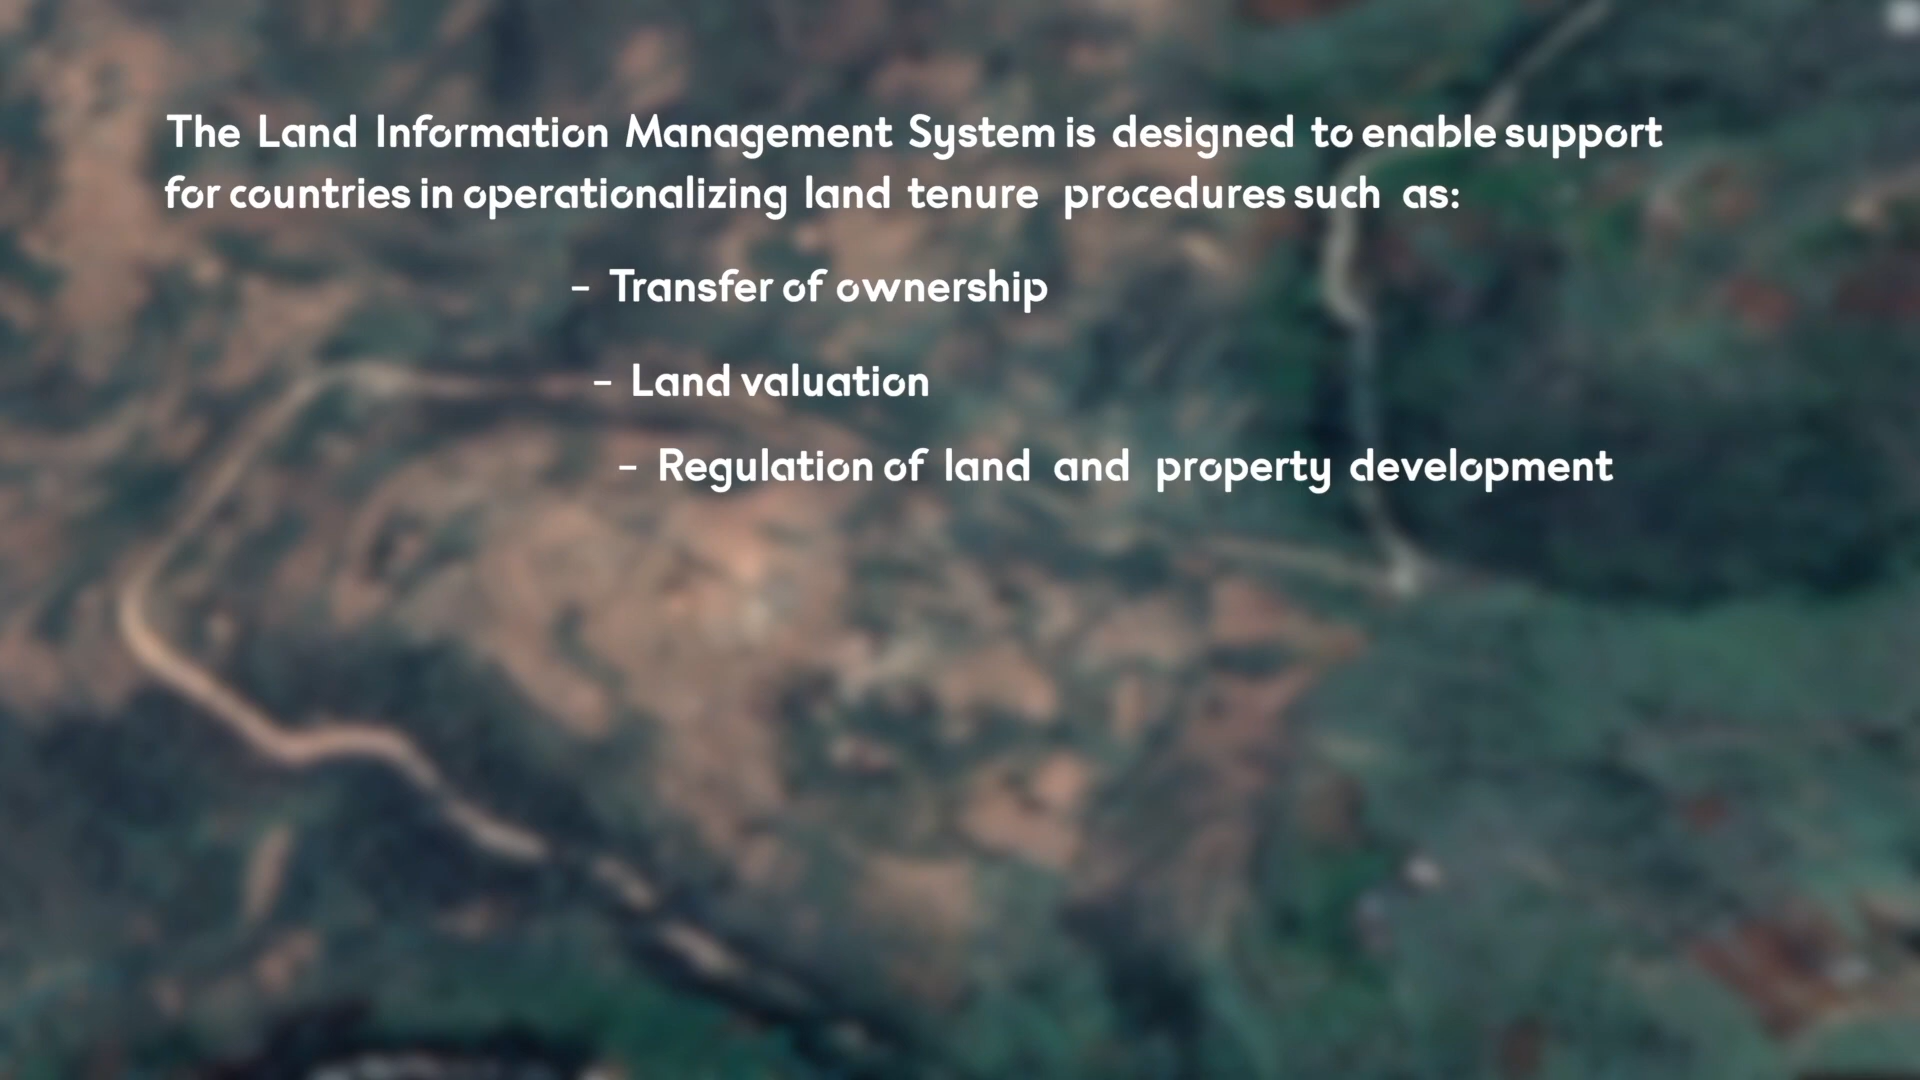 The Land Information Management System is designed to enable support
for countries in operationalizing land tenure procedures such as:
- Transfer of ownership
- Land valuation
- Regulation of land and property development